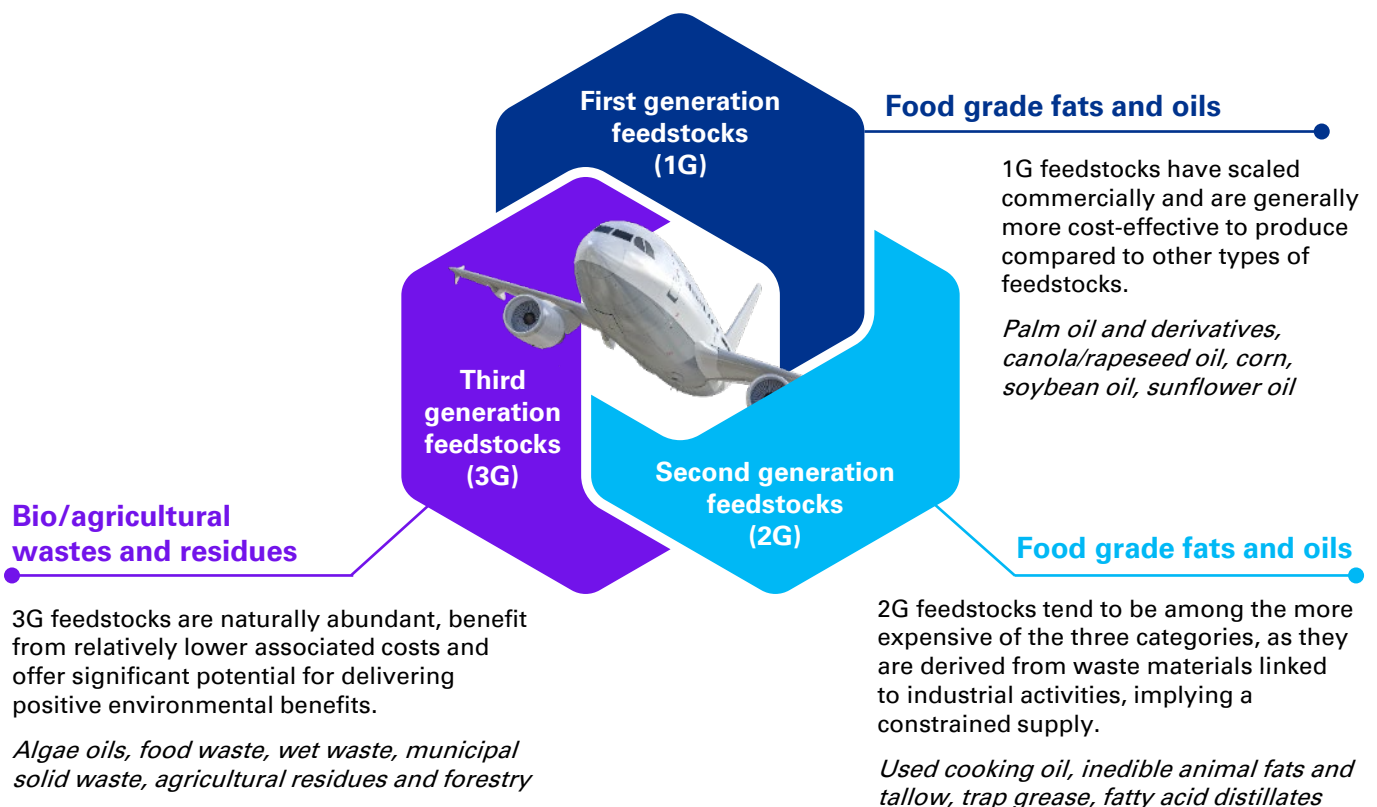 First generation
feedstocks
(1G)
Food grade fats and oils
1G feedstocks have scaled
commercially and are generally
more cost-effective to produce
compared to other types of
feedstocks.
Palm oil and derivatives,
canola/rapeseed oil, corn,
soybean oil, sunflower oil
Third
generation
feedstocks
(3G)
Second generation
feedstocks
(2G)
Bio/agricultural
wastes and residues
3G feedstocks are naturally abundant, benefit
from relatively lower associated costs and
offer significant potential for delivering
positive environmental benefits.
Algae oils, food waste, wet waste, municipal
solid waste, agricultural residues and forestry
Food grade fats and oils
2G feedstocks tend to be among the more
expensive of the three categories, as they
are derived from waste materials linked
to industrial activities, implying a
constrained supply.
Used cooking oil, inedible animal fats and
tallow, trap grease, fatty acid distillates